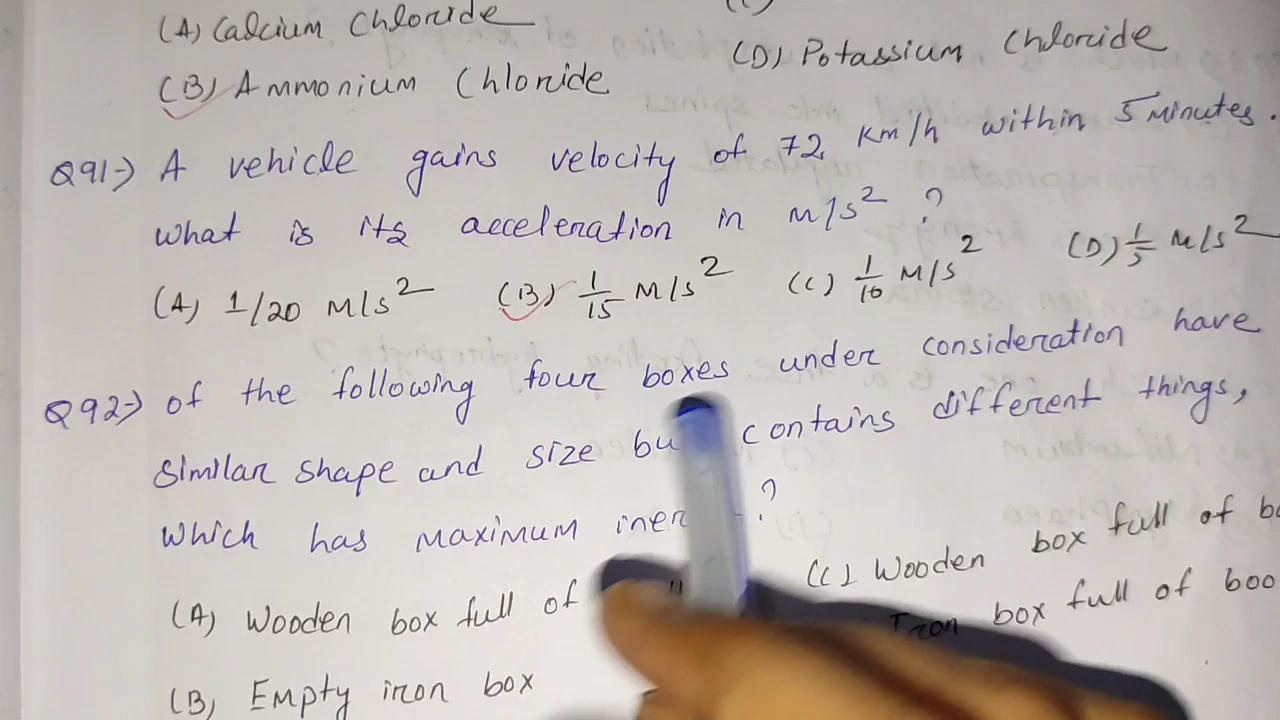 (A) Calcium Chloride
(B) Ammonium Chloride
(D) Potassium Chloride
Q91-) A vehicle gains velocity of 72 Km/h within 5 Minutes.
what is its acceleration in m/s² ?
(A) 1/20 M/s² (B) 1/15 M/s² (C) 1/10 M/s² (D) 1/5 M/s²
Q92-) Of the following four boxes under consideration have
Similar shape and size but contains different things,
Which has maximum ?
(A) Wooden box full of
(C) Wooden box full of
(B) Empty iron box
Iron box full of